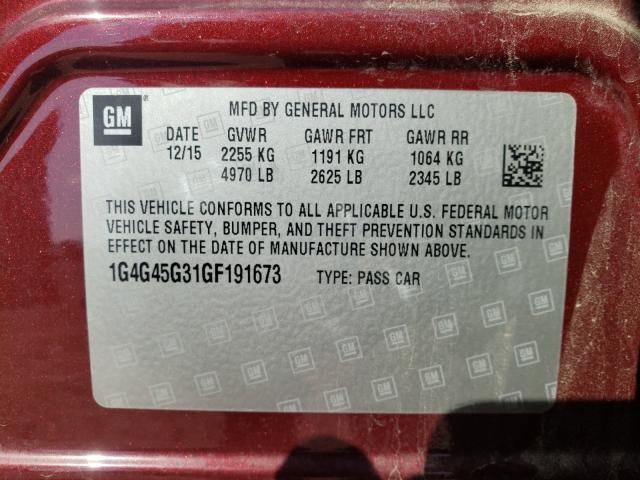 GM
MFD BY GENERAL MOTORS LLC
DATE GVWR GAWR FRT GAWR RR
12/15 2255 KG 1191 KG 1064 KG
4970 LB 2625 LB 2345 LB
THIS VEHICLE CONFORMS TO ALL APPLICABLE U.S. FEDERAL MOTOR
VEHICLE SAFETY, BUMPER, AND THEFT PREVENTION STANDARDS IN
EFFECT ON THE DATE OF MANUFACTURE SHOWN ABOVE.
1G4G45G31GF191673 TYPE: PASS CAR